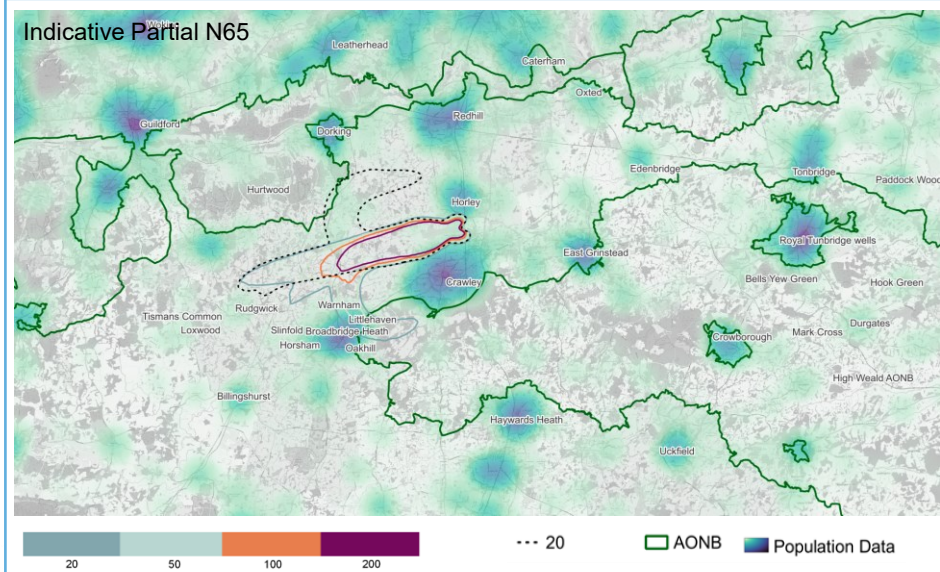 Indicative Partial N65
Leatherhead
Caterham
Oxted
Guildford
Redhill
Dorking
Edenbridge
Tonbridge
Paddock Wood
Hurtwood
Horley
Royal Tunbridge wells
East Grinstead
Bells Yew Green
Crawley
Hook Green
Rudgwick
Warnham
Tismans Common
Littlehaven
Durgates
Loxwood
Slinfold
Broadbridge Heath
Mark Cross
Crowborough
Horsham
Oakhill
High Weald AONB
Billingshurst
Haywards Heath
Uckfield
20
50
100
200
20
AONB
Population Data